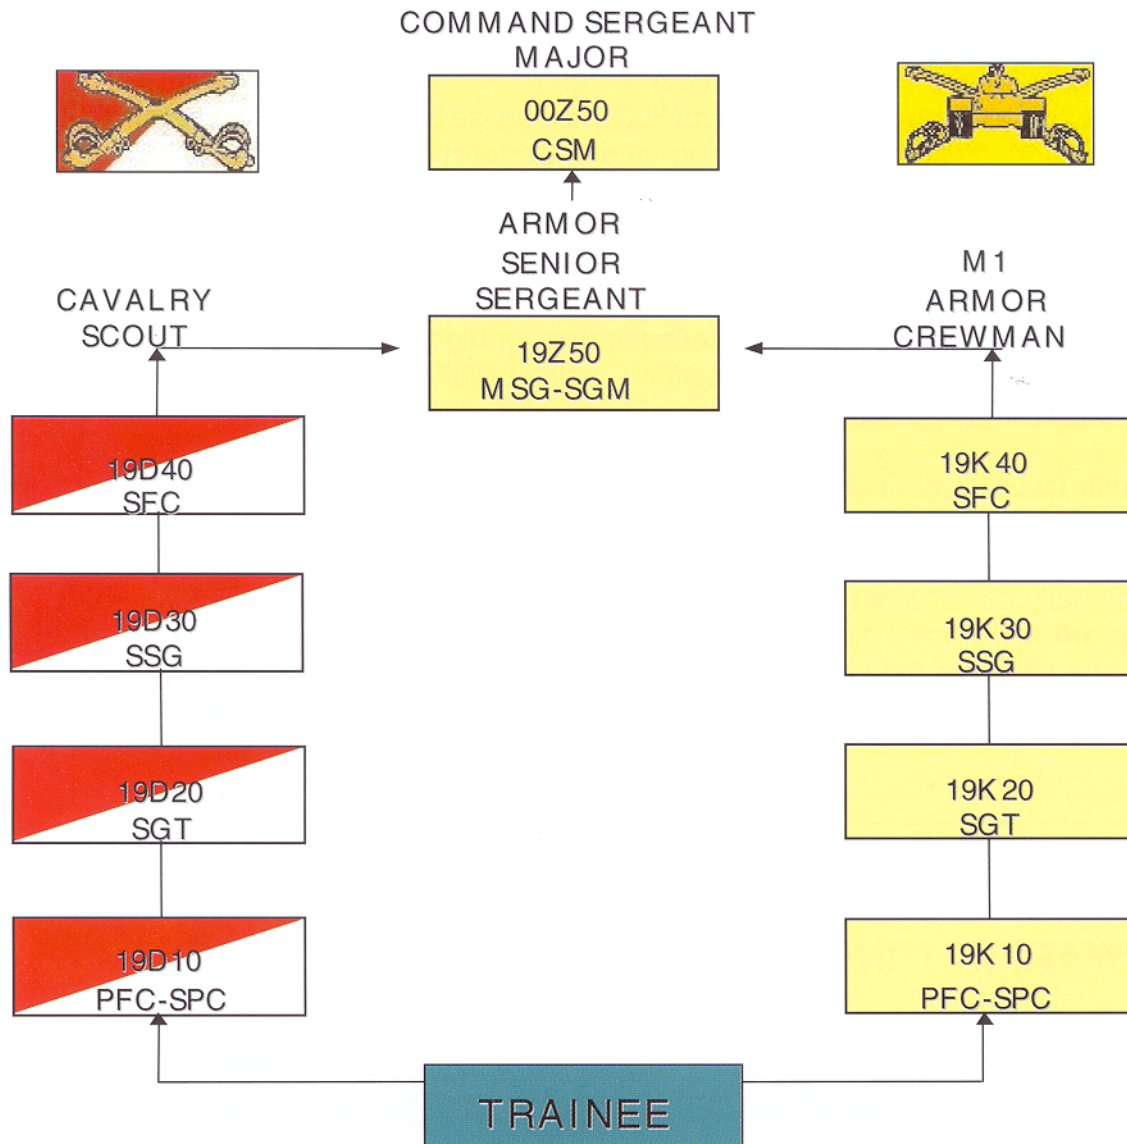 COMMAND SERGEANT
MAJOR
00Z50
CSM
ARMOR
SENIOR
SERGEANT
19Z50
MSG-SGM
CAVALRY
SCOUT
19D40
SFC
19D30
SSG
19D20
SGT
19D10
PFC-SPC
M1
ARMOR
CREWMAN
19K40
SFC
19K30
SSG
19K20
SGT
19K10
PFC-SPC
TRAINEE